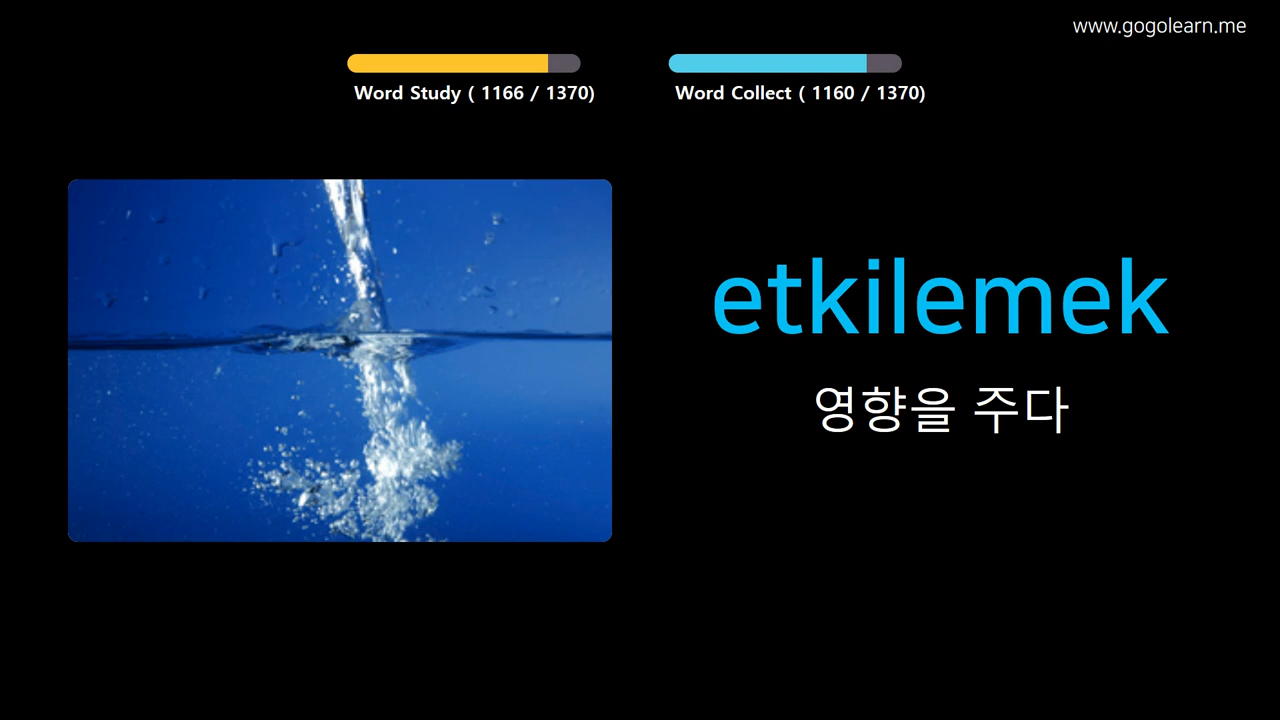 www.gogolearn.me
Word Study ( 1166 / 1370)
Word Collect ( 1160 / 1370)
etkilemek
영향을 주다